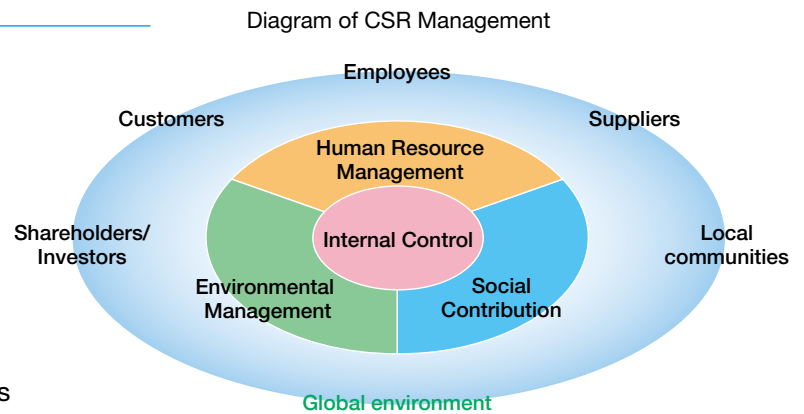 Diagram of CSR Management
Employees
Customers
Suppliers
Human Resource
Management
Shareholders/
Investors
Internal Control
Local
communities
Environmental
Management
Social
Contribution
s
Global environment